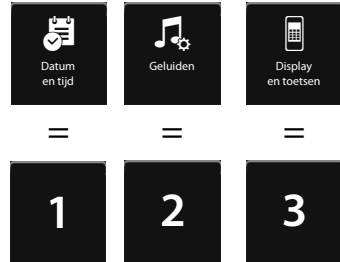 Datum
en tijd
Geluiden
Display
en toetsen
= = =
1 2 3